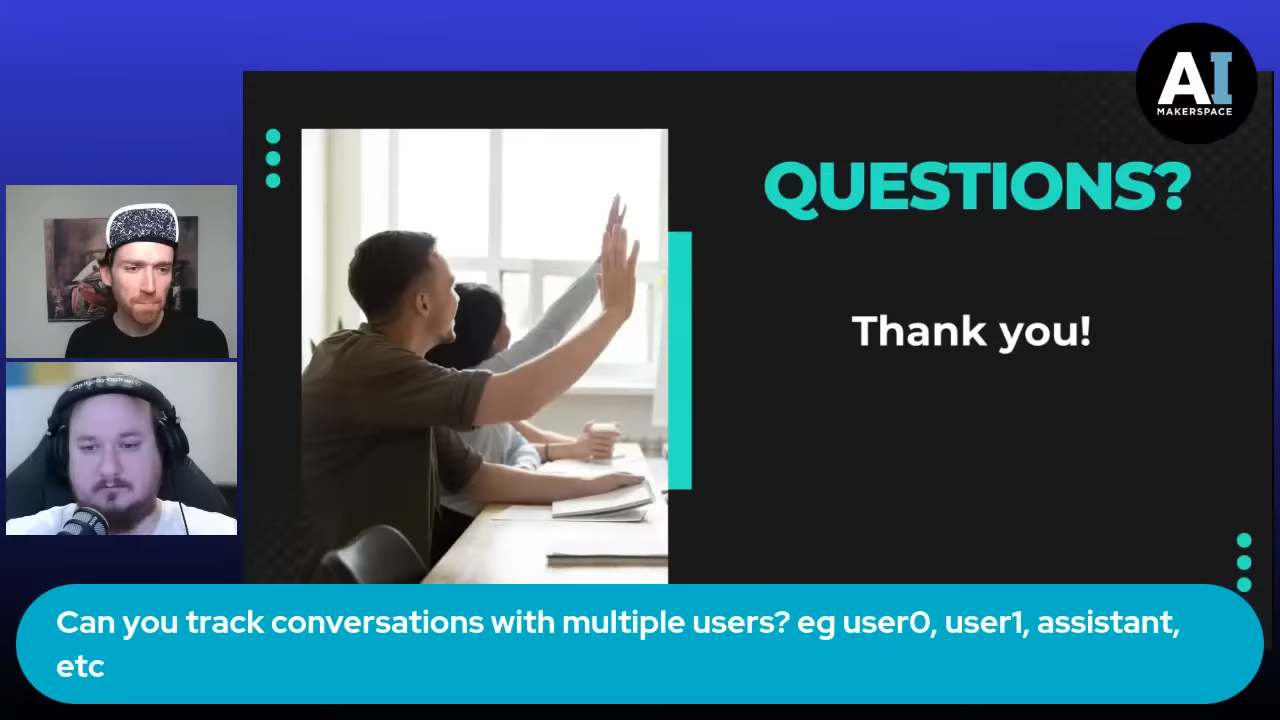 AI
MAKERSPACE
QUESTIONS?
Thank you!
Can you track conversations with multiple users? eg user0, user1, assistant,
etc